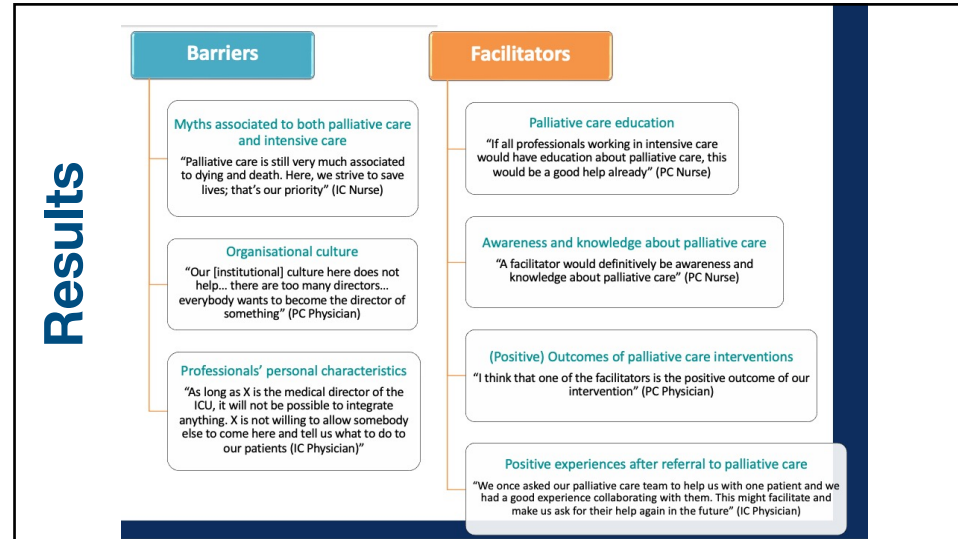 Results
Barriers
Myths associated to both palliative care
and intensive care
“Palliative care is still very much associated
to dying and death. Here, we strive to save
lives; that’s our priority” (IC Nurse)
Organisational culture
“Our [institutional] culture here does not
help… there are too many directors…
everybody wants to become the director of
something” (PC Physician)
Professionals’ personal characteristics
“As long as X is the medical director of the
ICU, it will not be possible to integrate
anything. X is not willing to allow somebody
else to come here and tell us what to do to
our patients (IC Physician)”
Facilitators
Palliative care education
“If all professionals working in intensive care
would have education about palliative care, this
would be a good help already” (PC Nurse)
Awareness and knowledge about palliative care
“A facilitator would definitively be awareness and
knowledge about palliative care” (PC Nurse)
(Positive) Outcomes of palliative care interventions
“I think that one of the facilitators is the positive outcome of our
intervention” (PC Physician)
Positive experiences after referral to palliative care
“We once asked our palliative care team to help us with one patient and we
had a good experience collaborating with them. This might facilitate and
make us ask for their help again in the future” (IC Physician)